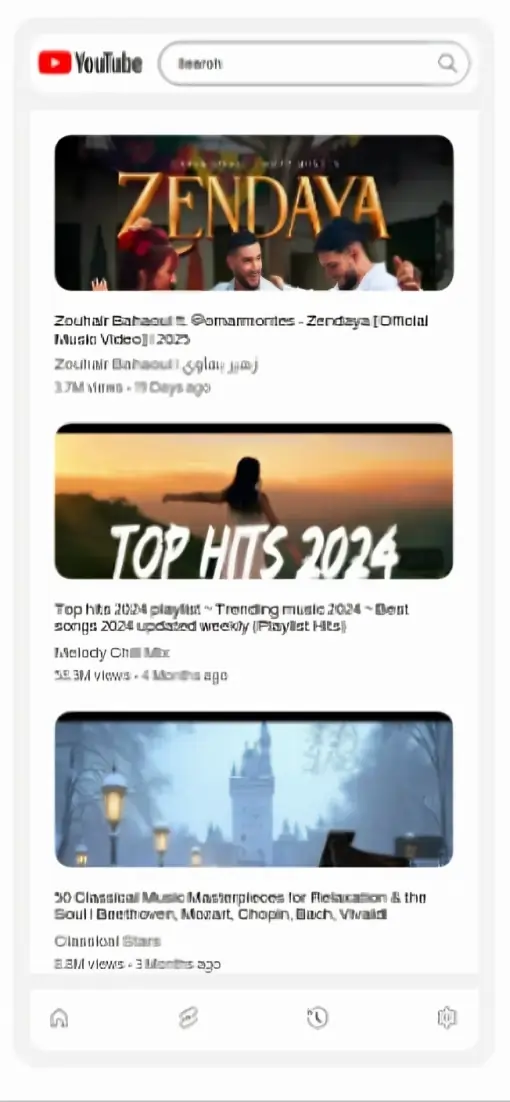 YouTube
Search
ZENDAYA
Zouhair Bahaoui ft. @omarmontes - Zendaya [Official
Music Video] | 2025
Zouhair Bahaoui | زهير بهاوي
3.7M views • Days ago
TOP HITS 2024
Top hits 2024 playlist ~ Trending music 2024 ~ Best
songs 2024 updated weekly (Playlist Hits)
Melody Chill Mix
M views • 4 Months ago
50 Classical Music Masterpieces for Relaxation & the
Soul | Beethoven, Mozart, Chopin, Bach, Vivaldi
Classical Stars
8.8M views • 3 Months ago